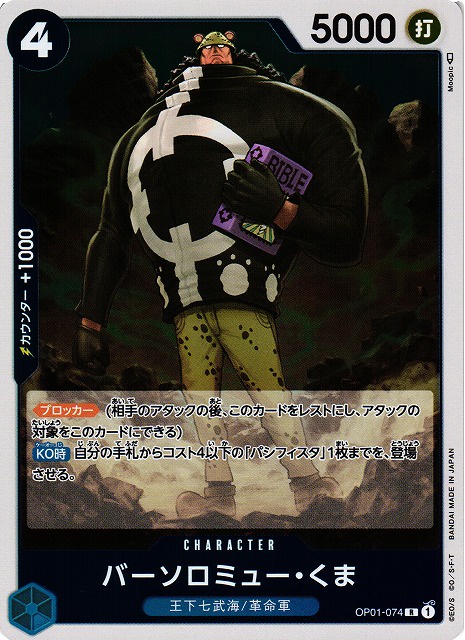 4
5000
打
Moopic
BIBLE
カウンター +1000
ブロッカー (相手のアタックの後、このカードをレストにし、アタックの
対象をこのカードにできる)
KO時 自分の手札からコスト4以下の「パシフィスタ」1枚までを、登場
させる。
CHARACTER
バーソロミュー・くま
王下七武海/革命軍
OP01-074 R 1
©E.O/S ©O/S・F・T BANDAI MADE IN JAPAN